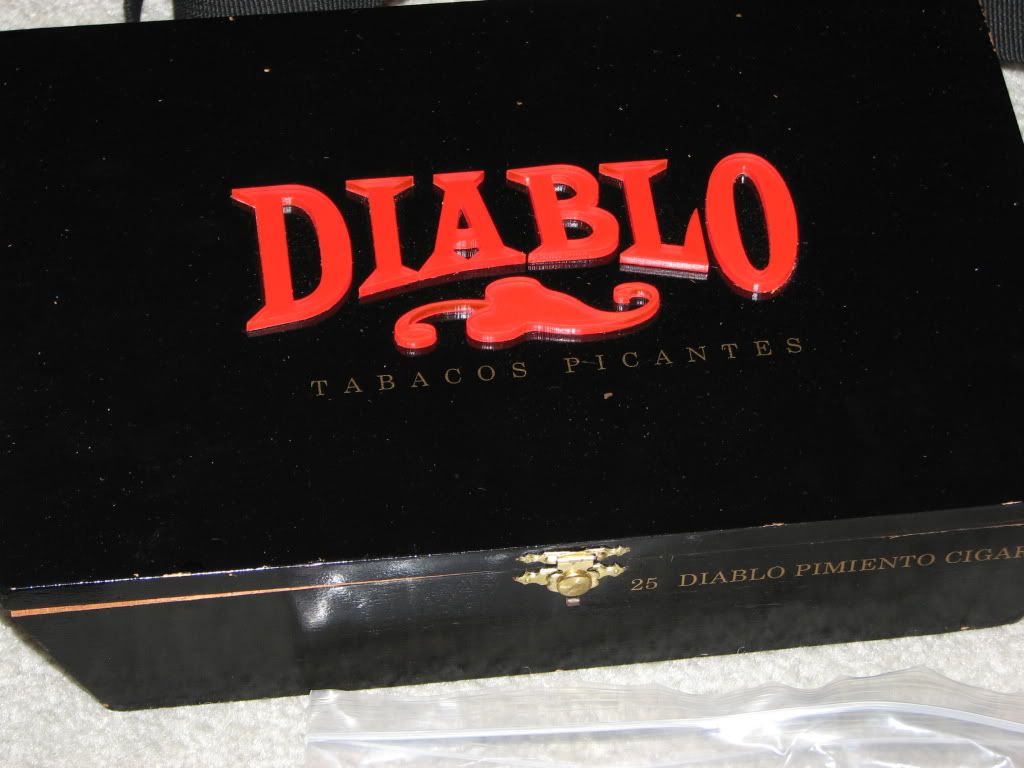 DIABLO
TABACOS PICANTES
25 DIABLO PIMIENTO CIGAR